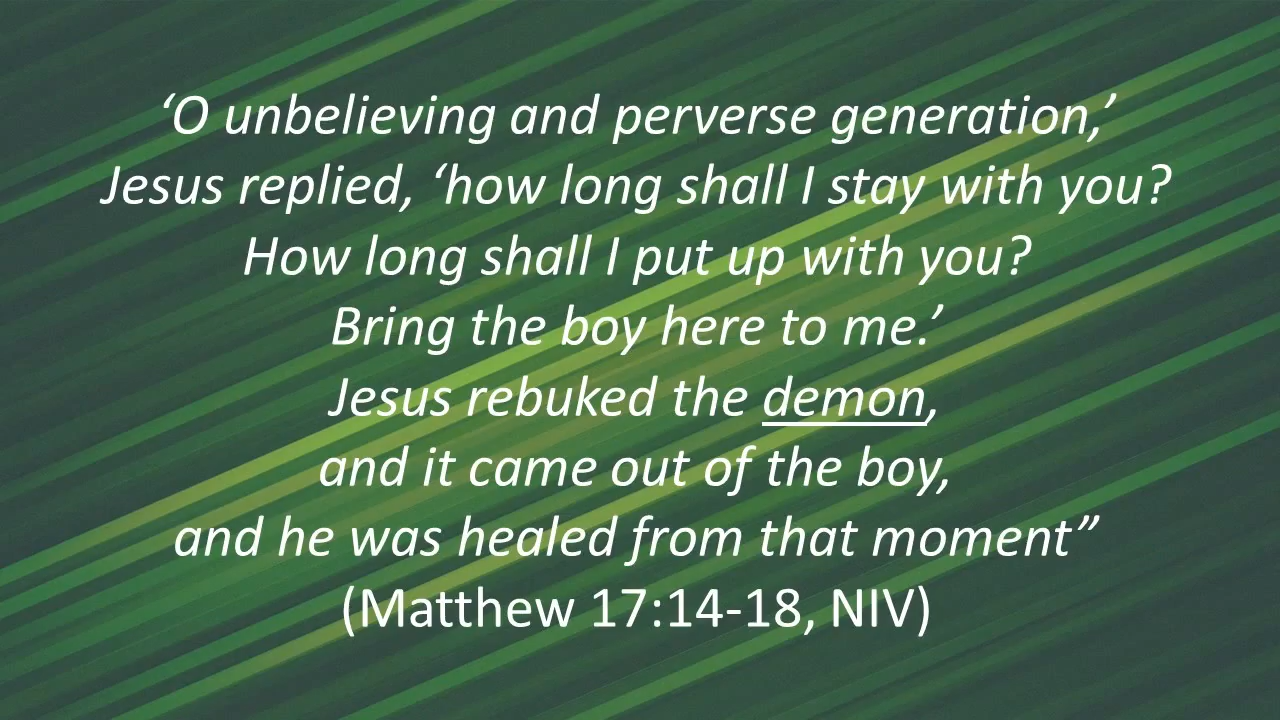 ‘O unbelieving and perverse generation,’
Jesus replied, ‘how long shall I stay with you?
How long shall I put up with you?
Bring the boy here to me.’
Jesus rebuked the demon,
and it came out of the boy,
and he was healed from that moment”
(Matthew 17:14-18, NIV)